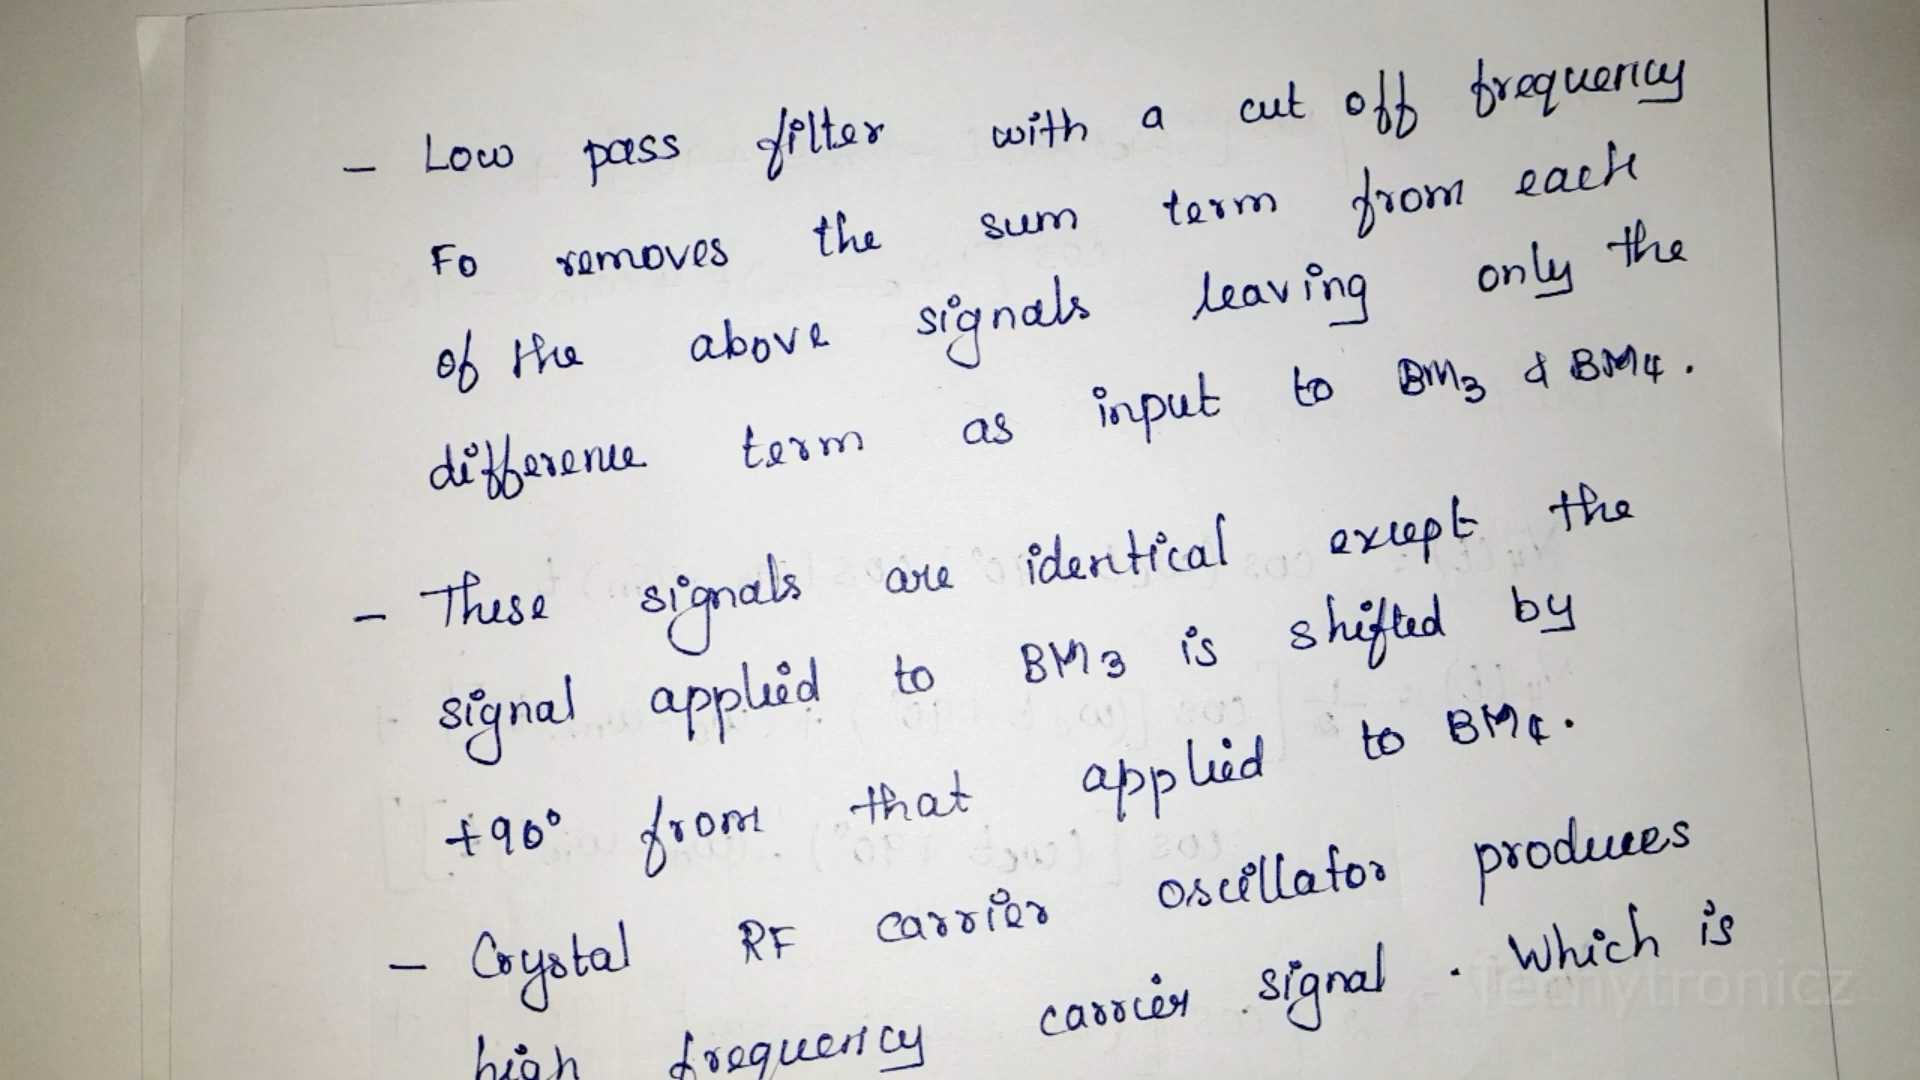 - Low pass filter with a cut off frequency
Fo removes the sum term from each
of the above signals leaving only the
difference term as input to BM3 & BM4.
- These signals are identical except the
signal applied to BM3 is shifted by
+90° from that applied to BM4.
- Crystal RF carrier oscillator produces
high frequency carrier signal. Which is
Technytronicz